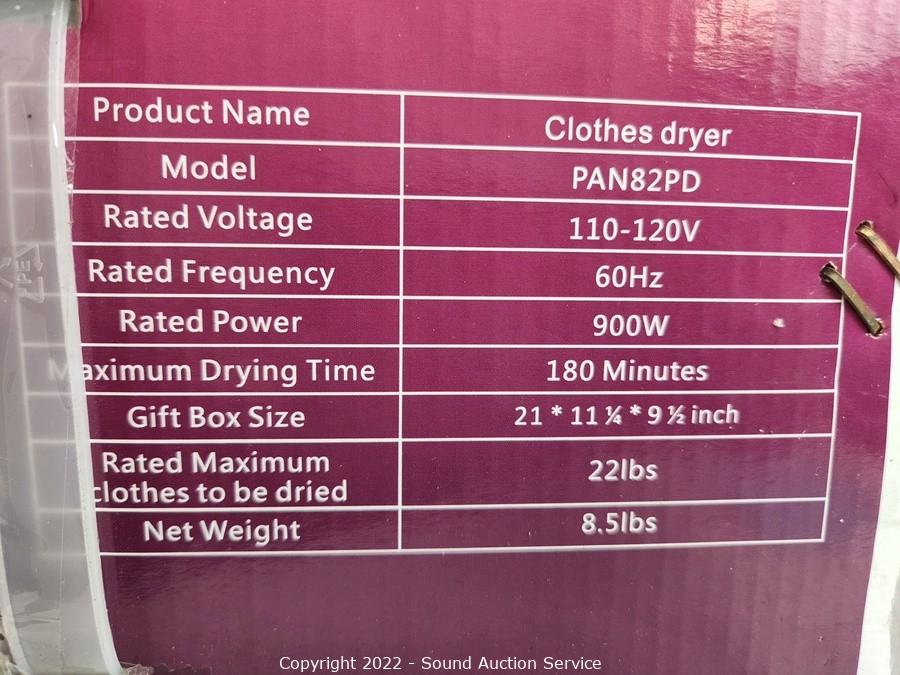 Product Name Clothes dryer
Model PAN82PD
Rated Voltage 110-120V
Rated Frequency 60Hz
Rated Power 900W
Maximum Drying Time 180 Minutes
Gift Box Size 21 * 11 ¼ * 9 ½ inch
Rated Maximum
clothes to be dried 22lbs
Net Weight 8.5lbs
LPE
Copyright 2022 - Sound Auction Service